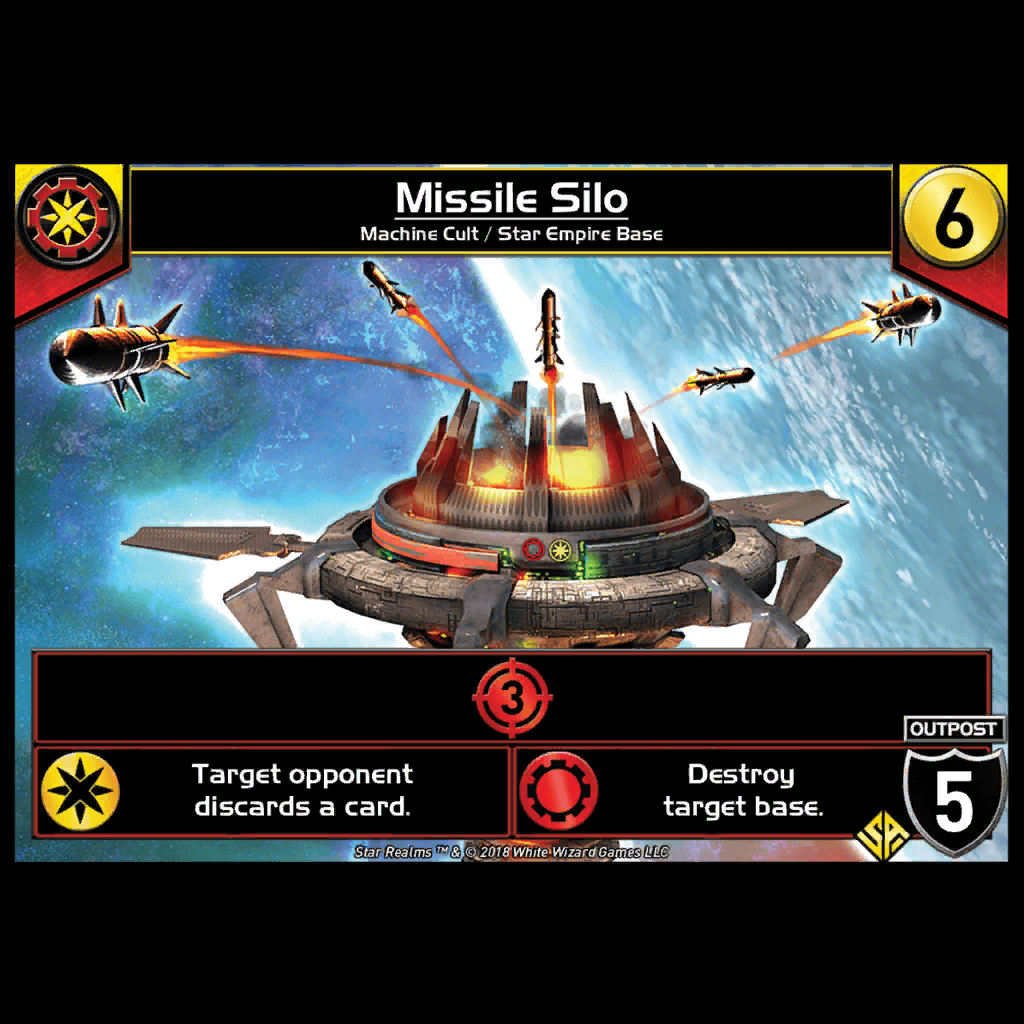 Missile Silo
Machine Cult / Star Empire Base
6
3
OUTPOST
Target opponent
discards a card.
Destroy
target base.
5
Star Realms ™ & © 2018 White Wizard Games LLC